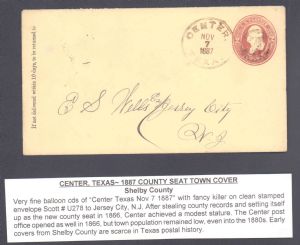 CENTER,
NOV
7
1887
TEXAS
If not delivered within 10 days, to be returned to
E S Wells
Jersey City
N.J.
CENTER, TEXAS~ 1887 COUNTY SEAT TOWN COVER
Shelby County
Very fine balloon cds of "Center Texas Nov 7 1887" with fancy killer on clean stamped
envelope Scott # U278 to Jersey City, N.J. After stealing county records and setting itself
up as the new county seat in 1866, Center achieved a modest stature. The Center post
office opened as well in 1866, but town population remained low, even into the 1880s. Early
covers from Shelby County are scarce in Texas postal history.